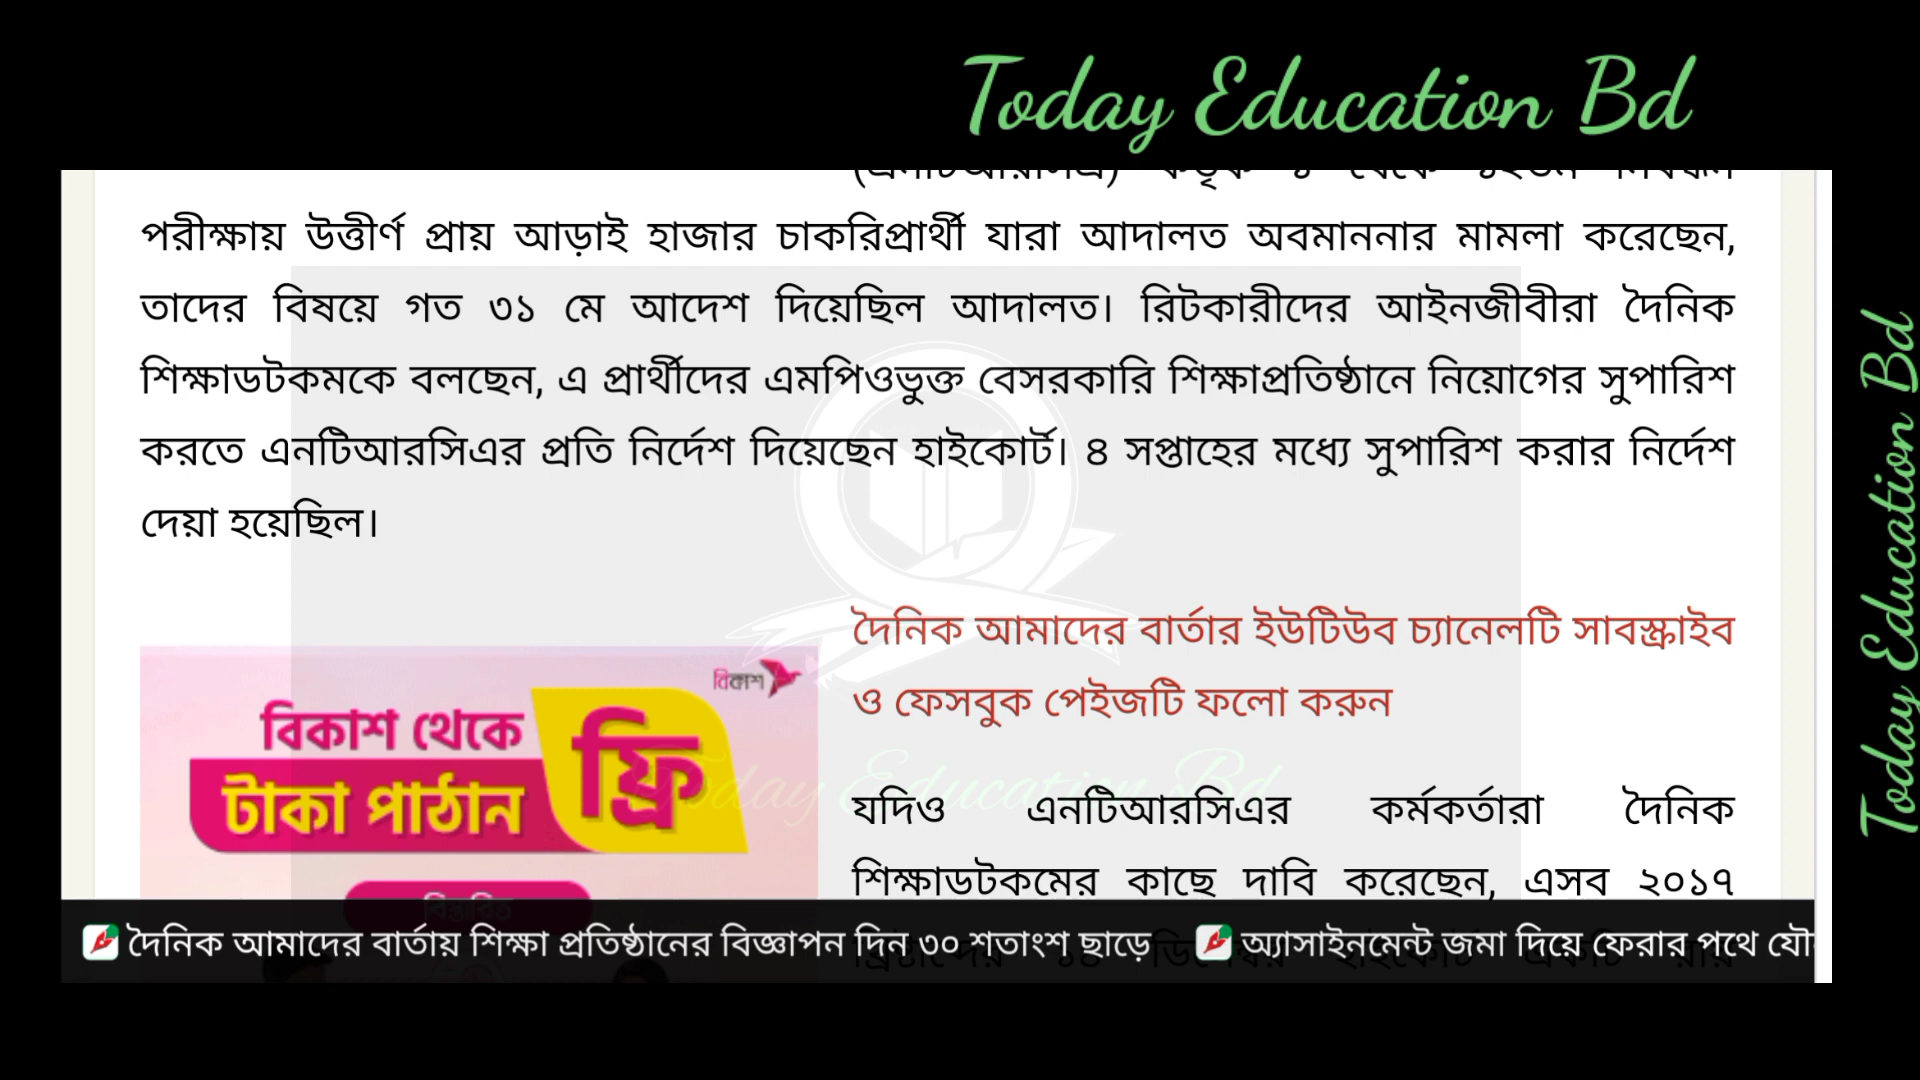 Today Education Bd
পরীক্ষায় উত্তীর্ণ প্রায় আড়াই হাজার চাকরিপ্রার্থী যারা আদালত অবমাননার মামলা করেছেন,
তাদের বিষয়ে গত ৩১ মে আদেশ দিয়েছিল আদালত। রিটকারীদের আইনজীবীরা দৈনিক
শিক্ষাডটকমকে বলছেন, এ প্রার্থীদের এমপিওভুক্ত বেসরকারি শিক্ষাপ্রতিষ্ঠানে নিয়োগের সুপারিশ
করতে এনটিআরসিএর প্রতি নির্দেশ দিয়েছেন হাইকোর্ট। ৪ সপ্তাহের মধ্যে সুপারিশ করার নির্দেশ
দেয়া হয়েছিল।
দৈনিক আমাদের বার্তার ইউটিউব চ্যানেলটি সাবস্ক্রাইব
ও ফেসবুক পেইজটি ফলো করুন
বিকাশ
বিকাশ থেকে
টাকা পাঠান
ফ্রি
বিস্তারিত
Today Education Bd
যদিও এনটিআরসিএর কর্মকর্তারা দৈনিক
শিক্ষাডটকমের কাছে দাবি করেছেন, এসব ২০১৭
দৈনিক আমাদের বার্তায় শিক্ষা প্রতিষ্ঠানের বিজ্ঞাপন দিন ৩০ শতাংশ ছাড়ে
অ্যাসাইনমেন্ট জমা দিয়ে ফেরার পথে
Today Education Bd